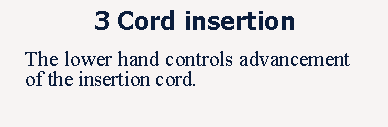 3 Cord insertion
The lower hand controls advancement
of the insertion cord.